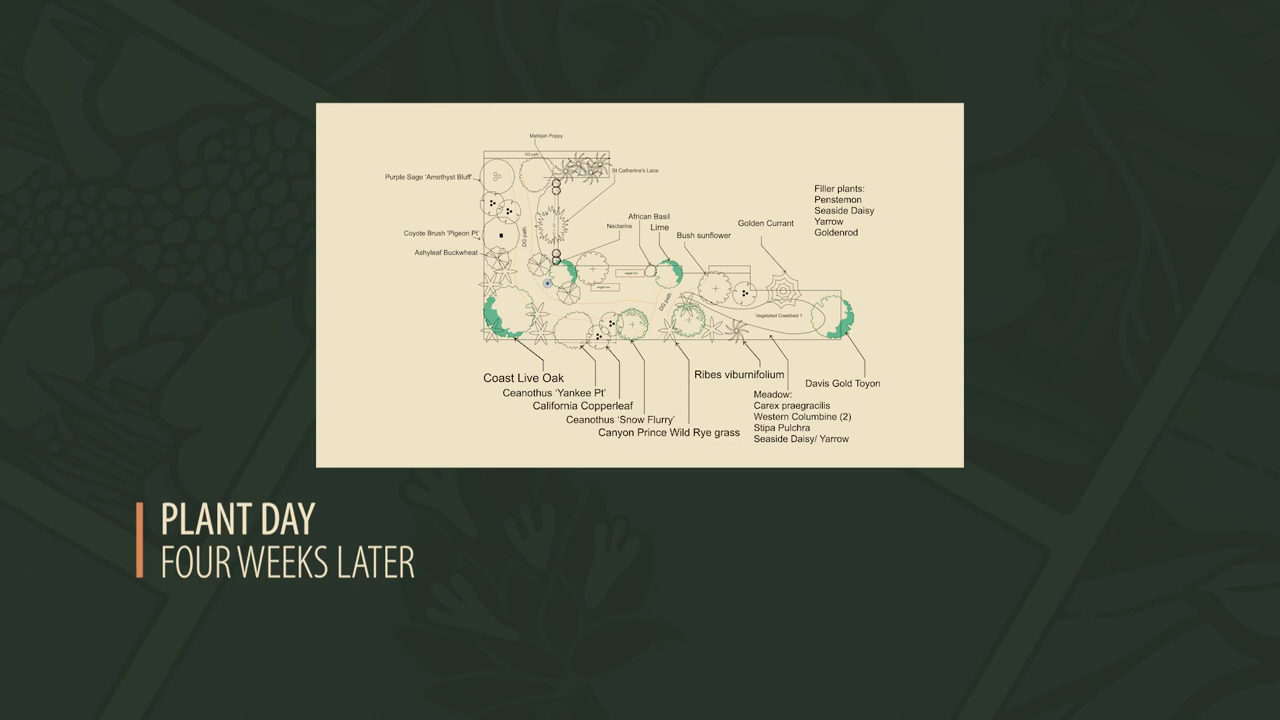 Matilijah Poppy
DG path
St Catherine's Lace
Purple Sage 'Amethyst Bluff'
Filler plants:
Penstemon
Seaside Daisy
Yarrow
Goldenrod
African Basil
Lime
Nectarine
Golden Currant
Bush sunflower
Coyote Brush 'Pigeon Pt'
DG path
Ashyleaf Buckwheat
DG path
Vegetated Creekbed 1
Coast Live Oak
Ceanothus 'Yankee Pt'
California Copperleaf
Ceanothus 'Snow Flurry'
Canyon Prince Wild Rye grass
Ribes viburnifolium
Davis Gold Toyon
Meadow:
Carex praegracilis
Western Columbine (2)
Stipa Pulchra
Seaside Daisy/ Yarrow
PLANT DAY
FOUR WEEKS LATER